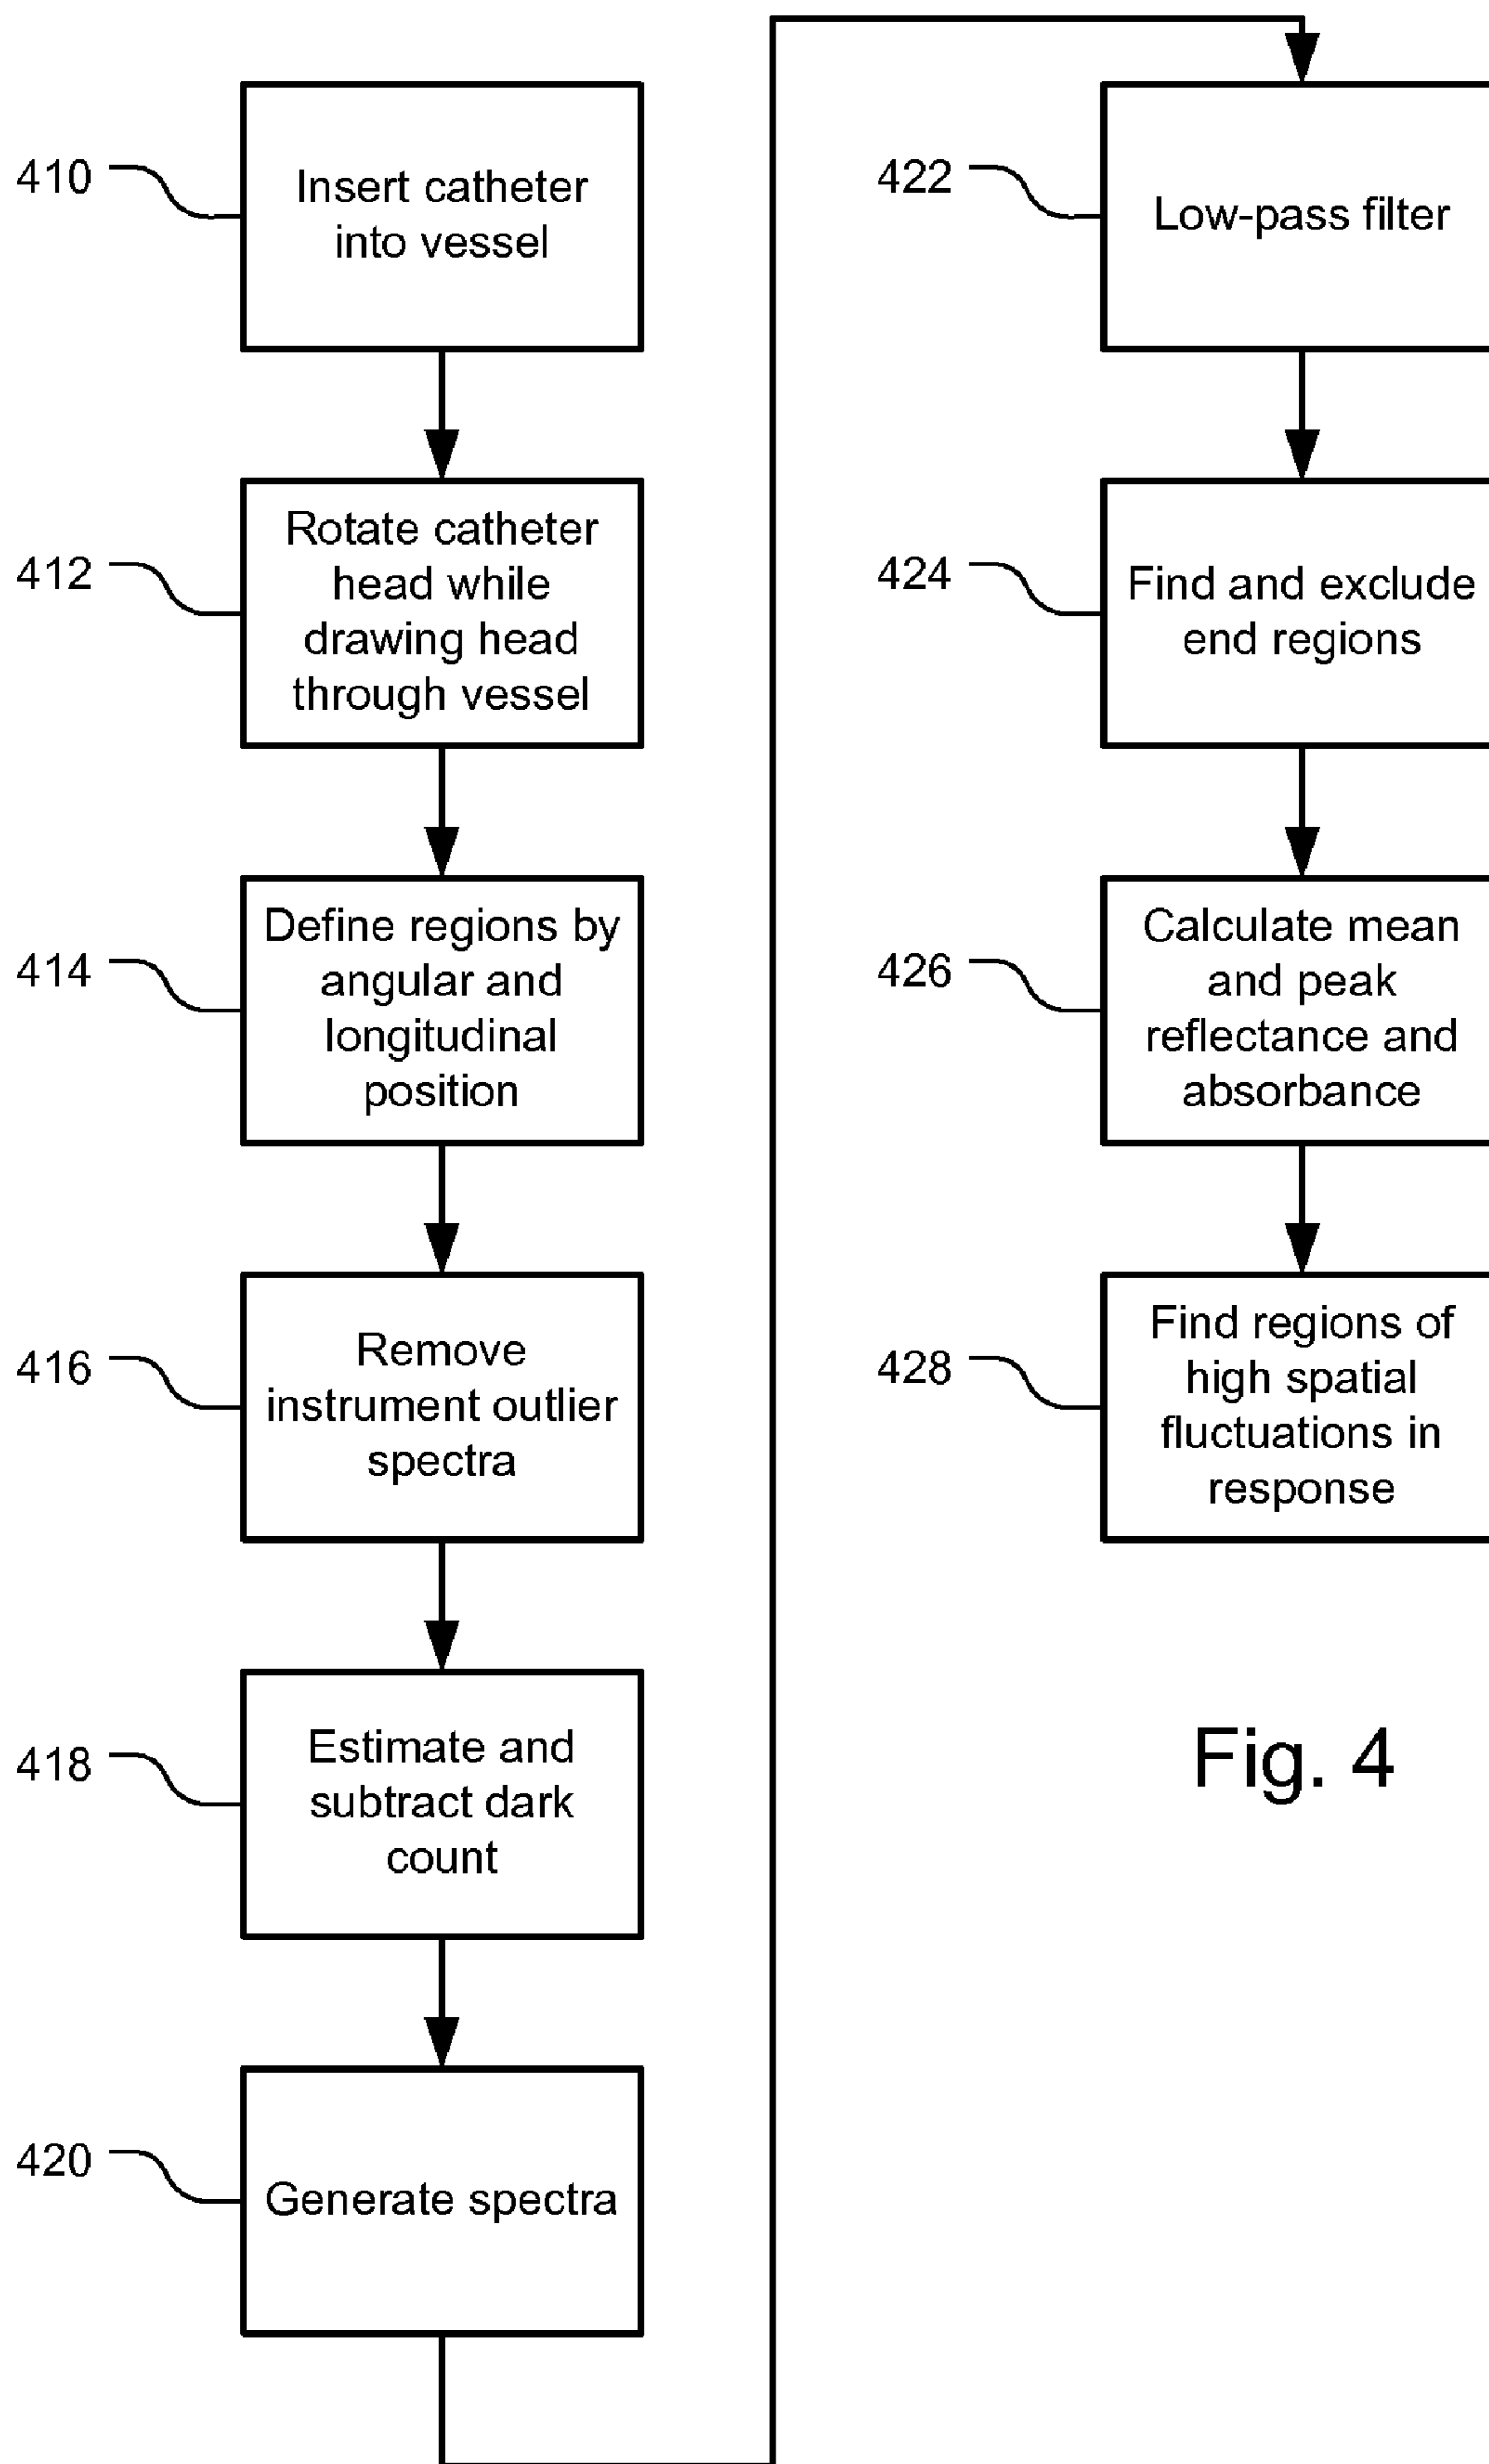 410
Insert catheter
into vessel
412
Rotate catheter
head while
drawing head
through vessel
414
Define regions by
angular and
longitudinal
position
416
Remove
instrument outlier
spectra
418
Estimate and
subtract dark
count
420
Generate spectra
422
Low-pass filter
424
Find and exclude
end regions
426
Calculate mean
and peak
reflectance and
absorbance
428
Find regions of
high spatial
fluctuations in
response
Fig. 4